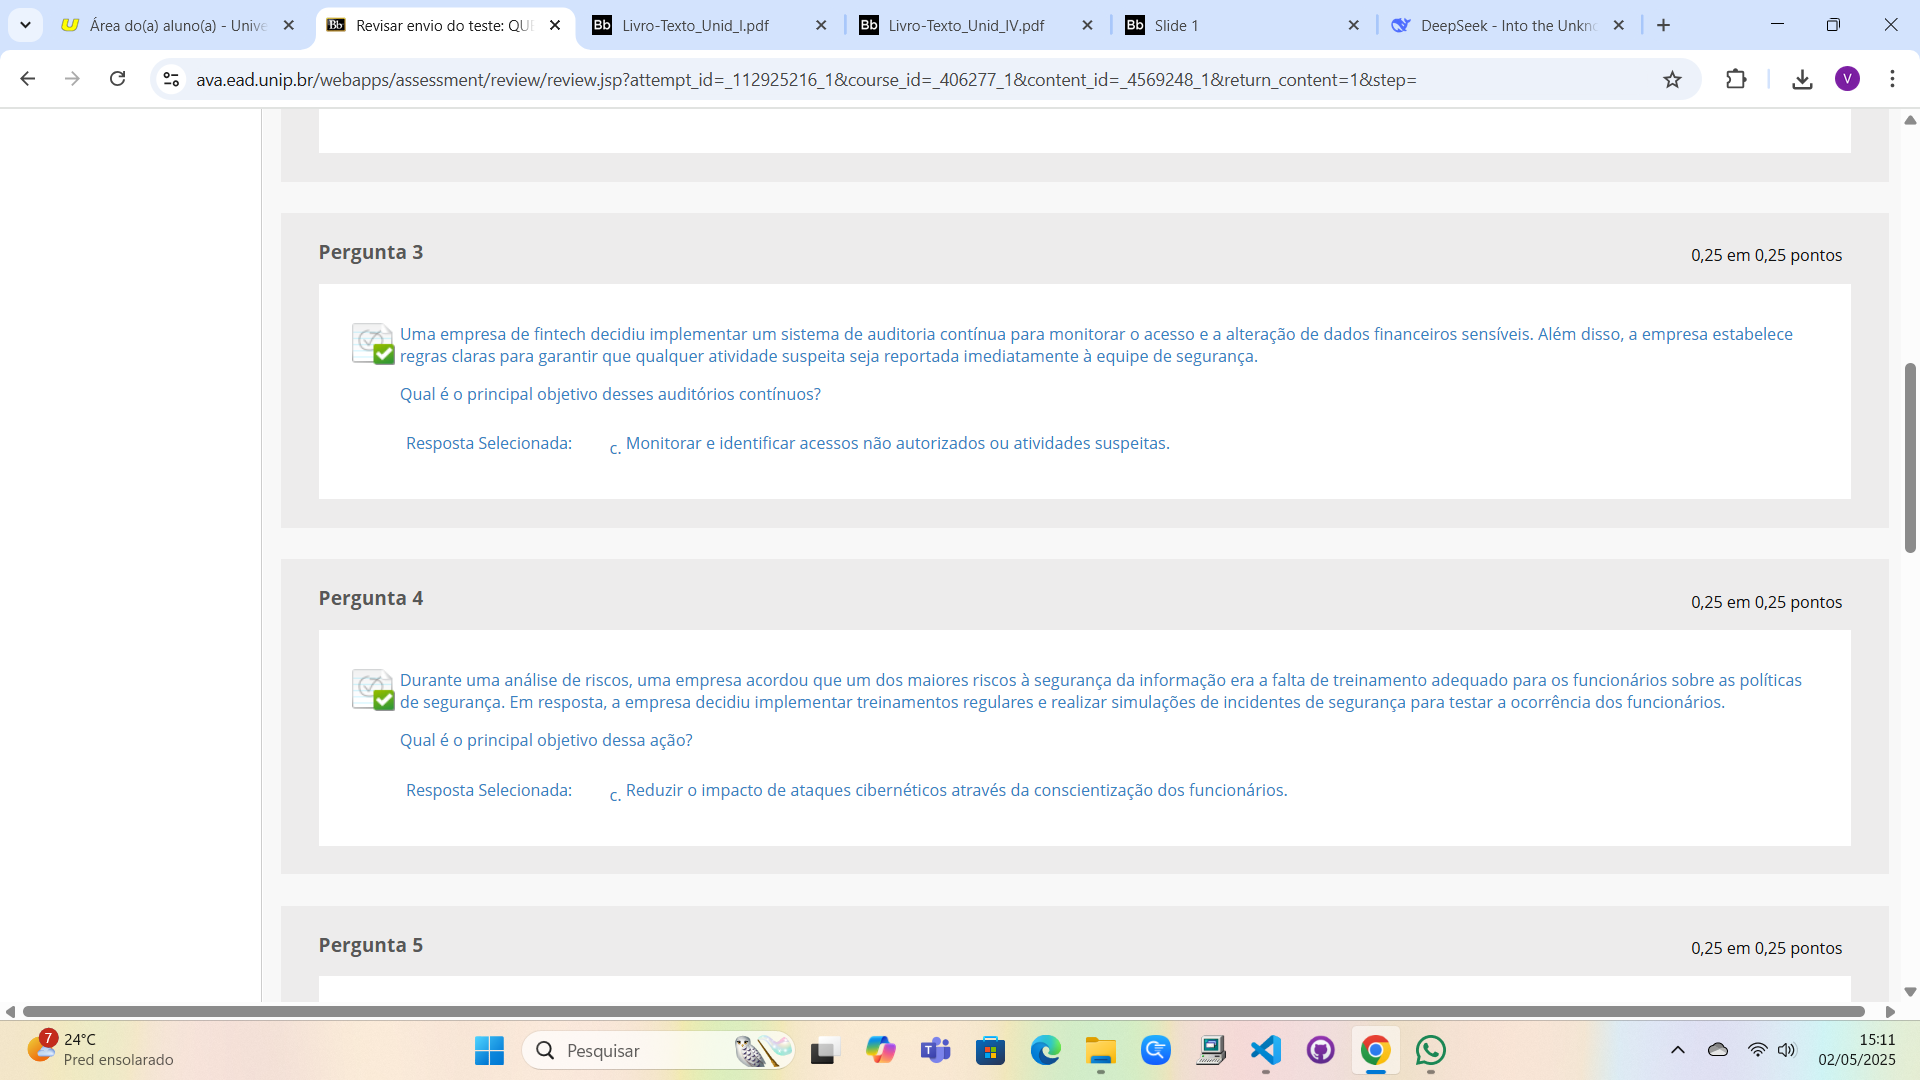 Área do(a) aluno(a) - Unive
Revisar envio do teste: QUE
Livro-Texto_Unid_I.pdf
Livro-Texto_Unid_IV.pdf
Slide 1
DeepSeek - Into the Unkno
ava.ead.unip.br/webapps/assessment/review/review.jsp?attempt_id=_112925216_1&course_id=_406277_1&content_id=_4569248_1&return_content=1&step=
V
Pergunta 3
0,25 em 0,25 pontos
Uma empresa de fintech decidiu implementar um sistema de auditoria contínua para monitorar o acesso e a alteração de dados financeiros sensíveis. Além disso, a empresa estabelece
regras claras para garantir que qualquer atividade suspeita seja reportada imediatamente à equipe de segurança.
Qual é o principal objetivo desses auditórios contínuos?
Resposta Selecionada: c. Monitorar e identificar acessos não autorizados ou atividades suspeitas.
Pergunta 4
0,25 em 0,25 pontos
Durante uma análise de riscos, uma empresa acordou que um dos maiores riscos à segurança da informação era a falta de treinamento adequado para os funcionários sobre as políticas
de segurança. Em resposta, a empresa decidiu implementar treinamentos regulares e realizar simulações de incidentes de segurança para testar a ocorrência dos funcionários.
Qual é o principal objetivo dessa ação?
Resposta Selecionada: c. Reduzir o impacto de ataques cibernéticos através da conscientização dos funcionários.
Pergunta 5
0,25 em 0,25 pontos
7
24°C
Pred ensolarado
Pesquisar
15:11
02/05/2025